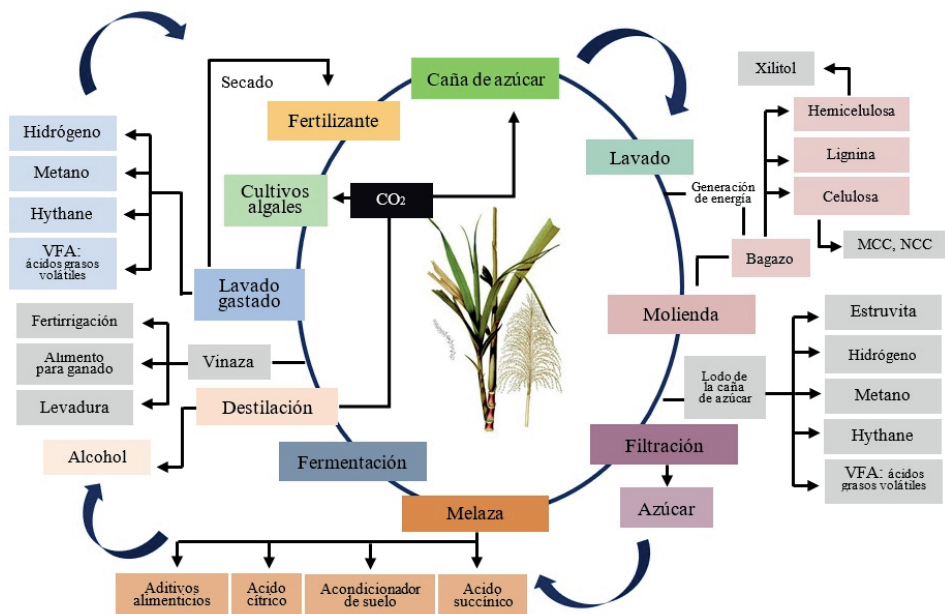 Caña de azúcar
Secado
Fertilizante
Xilitol
Hemicelulosa
Hidrógeno
Lavado
Lignina
Metano
Cultivos
algales
CO₂
Generación
de energía
Celulosa
Hythane
MCC, NCC
VFA:
ácidos grasos
volátiles
Bagazo
Lavado
gastado
Molienda
Estruvita
Fertirrigación
Hidrógeno
Vinaza
Alimento
para ganado
Lodo de
la caña
de azúcar
Metano
Levadura
Destilación
Hythane
Filtración
Alcohol
Fermentación
VFA: ácidos
grasos volátiles
Melaza
Azúcar
Aditivos
alimenticios
Acido
cítrico
Acondicionador
de suelo
Acido
succínico